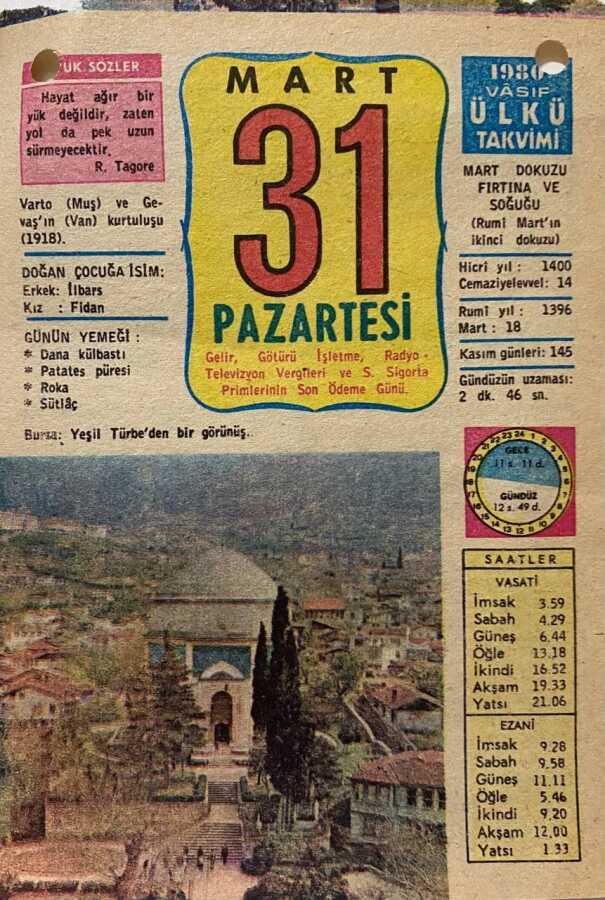 YUK SÖZLER
Hayat ağır bir
yük değildir, zaten
yol da pek uzun
sürmeyecektir.
R. Tagore
Varto (Muş) ve Ge-
vaş'ın (Van) kurtuluşu
(1918).
DOĞAN ÇOCUĞA İSİM:
Erkek: İlbars
Kız : Fidan
GÜNÜN YEMEĞİ :
* Dana külbastı
* Patates püresi
* Roka
* Sütlâç
MART
31
PAZARTESİ
Gelir, Götürü İşletme, Radyo -
Televizyon Vergileri ve S. Sigorta
Primlerinin Son Ödeme Günü.
1980
VÂSIF
ÜLKÜ
TAKVİMİ
MART DOKUZU
FIRTINA VE
SOĞUĞU
(Rumî Mart'ın
ikinci dokuzu)
Hicrî yıl : 1400
Cemaziyelevvel: 14
Rumî yıl : 1396
Mart : 18
Kasım günleri: 145
Gündüzün uzaması:
2 dk. 46 sn.
Bursa: Yeşil Türbe'den bir görünüş.
GECE
11 s. 11 d.
GÜNDÜZ
12 s. 49 d.
SAATLER
VASATİ
İmsak 3.59
Sabah 4.29
Güneş 6.44
Öğle 13.18
İkindi 16.52
Akşam 19.33
Yatsı 21.06
EZANİ
İmsak 9.28
Sabah 9.58
Güneş 11.11
Öğle 5.46
İkindi 9.20
Akşam 12.00
Yatsı 1.33